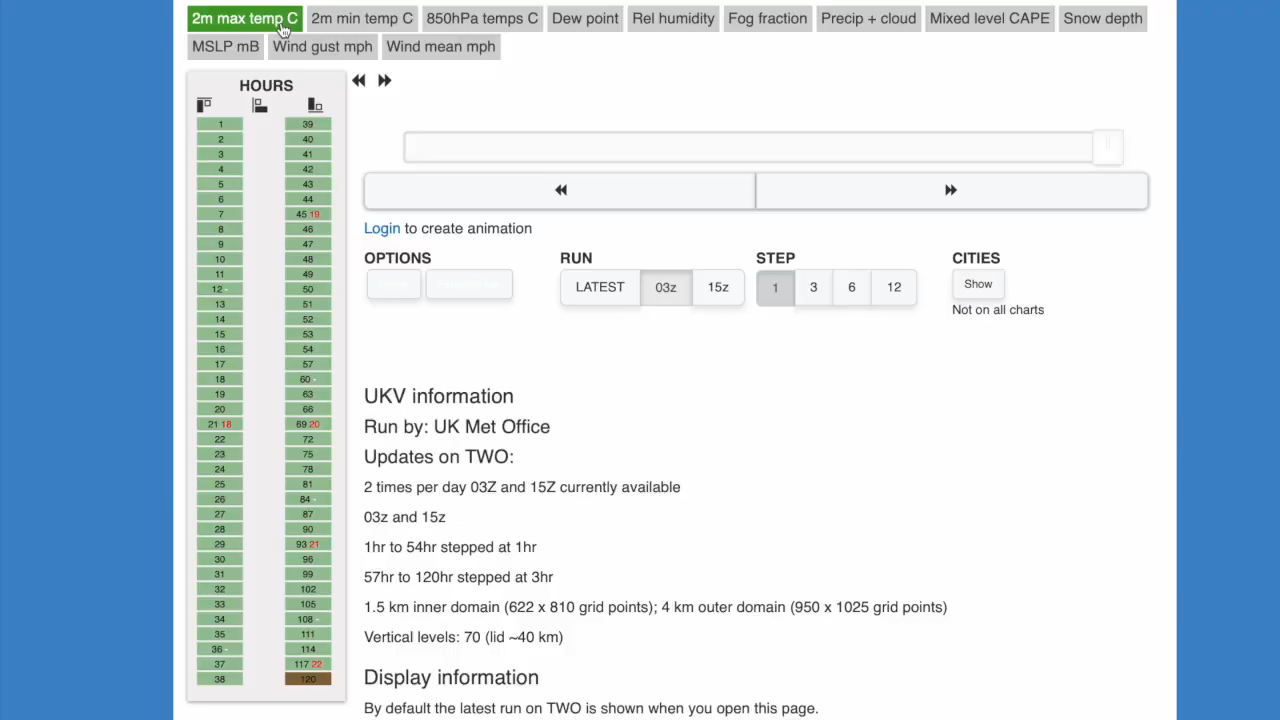 2m max temp C 2m min temp C 850hPa temps C Dew point Rel humidity Fog fraction Precip + cloud Mixed level CAPE Snow depth
MSLP mB Wind gust mph Wind mean mph
HOURS
1 39
2 40
3 41
4 42
5 43
6 44
7 45 19
8 46
9 47
10 48
11 49
12 - 50
13 51
14 52
15 53
16 54
17 57
18 60 -
19 63
20 66
21 18 69 20
22 72
23 75
24 78
25 81
26 84 -
27 87
28 90
29 93 21
30 96
31 99
32 102
33 105
34 108 -
35 111
36 - 114
37 117 22
38 120
Login to create animation
OPTIONS RUN STEP CITIES
LATEST 03z 15z 1 3 6 12 Show
Not on all charts
UKV information
Run by: UK Met Office
Updates on TWO:
2 times per day 03Z and 15Z currently available
03z and 15z
1hr to 54hr stepped at 1hr
57hr to 120hr stepped at 3hr
1.5 km inner domain (622 x 810 grid points); 4 km outer domain (950 x 1025 grid points)
Vertical levels: 70 (lid ~40 km)
Display information
By default the latest run on TWO is shown when you open this page.